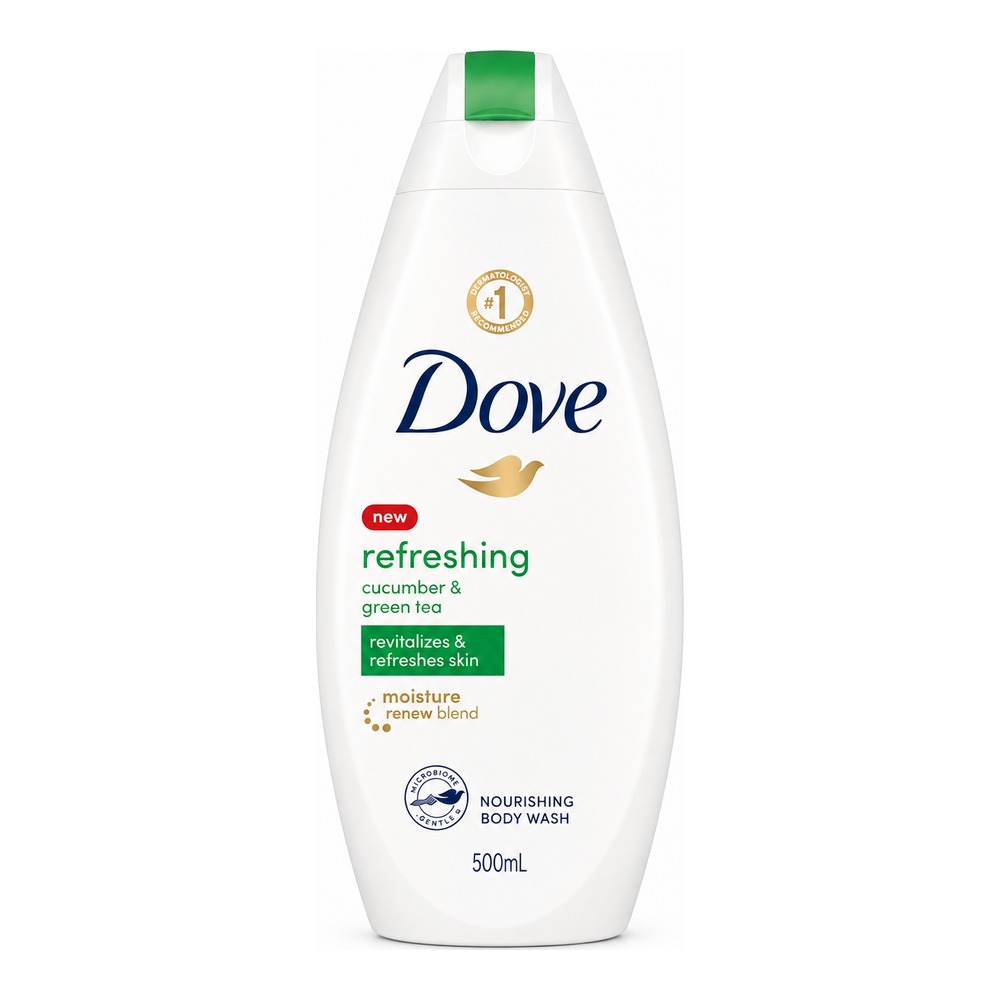 DERMATOLOGIST
#1
RECOMMENDED
Dove
new
refreshing
cucumber &
green tea
revitalizes &
refreshes skin
moisture
renew blend
MICROBIOME
GENTLE
NOURISHING
BODY WASH
500mL